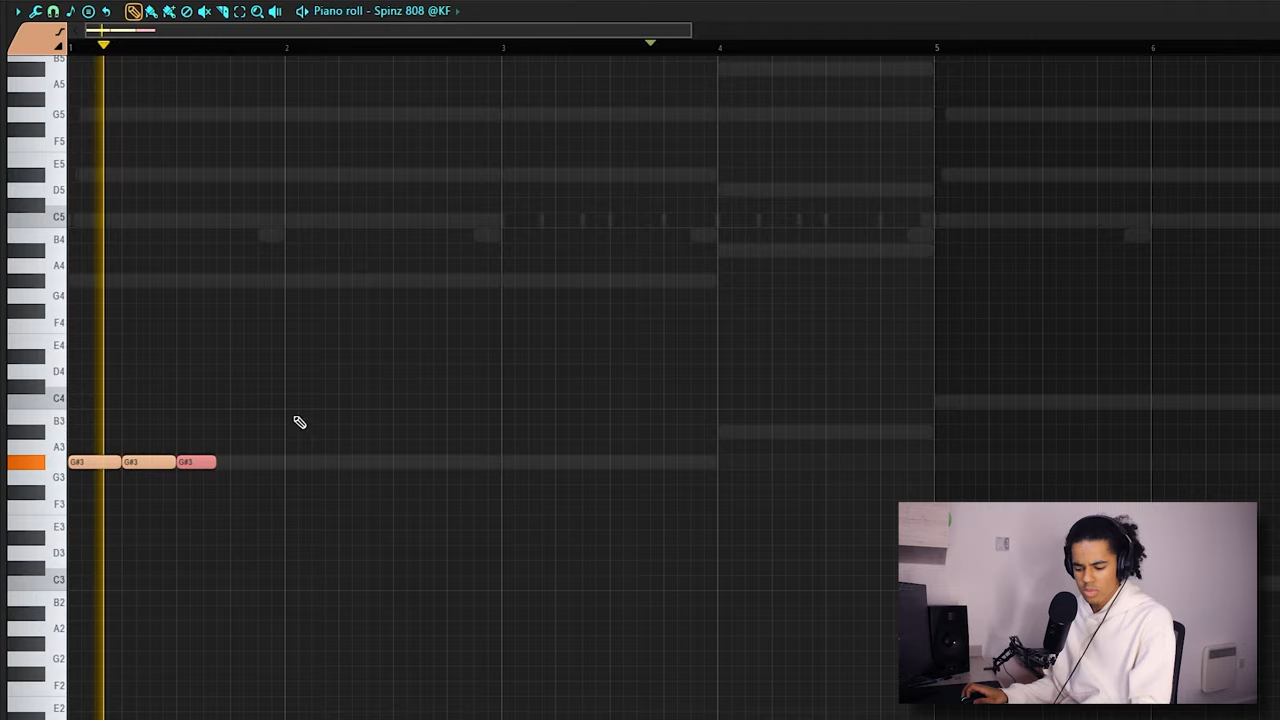 Piano roll - Spinz 808 @KF
1 2 3 4 5 6
B5
A5
G5
F5
E5
D5
C5
B4
A4
G4
F4
E4
D4
C4
B3
A3
G#3 G#3 G#3
G3
F3
E3
D3
C3
B2
A2
G2
F2
E2